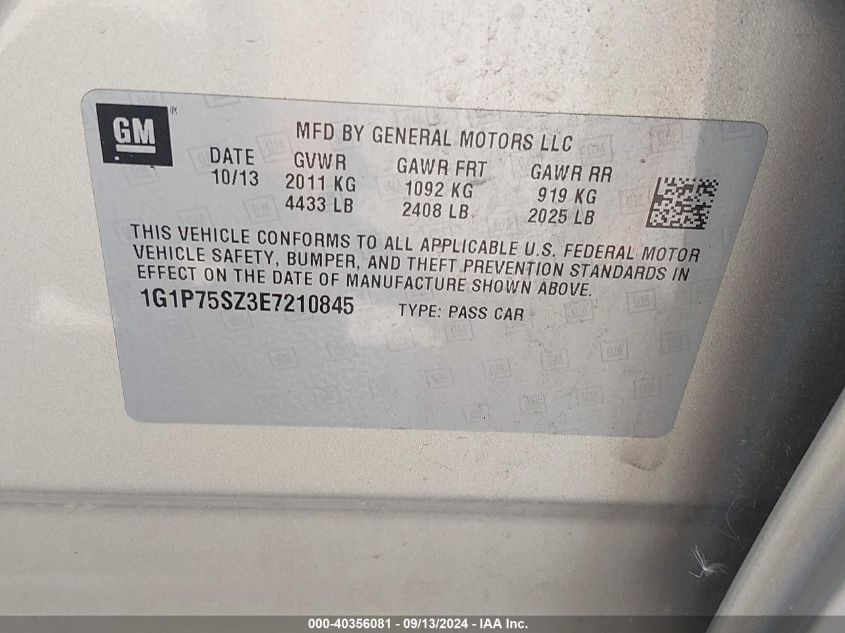 GM ®
MFD BY GENERAL MOTORS LLC
DATE GVWR GAWR FRT GAWR RR
10/13 2011 KG 1092 KG 919 KG
4433 LB 2408 LB 2025 LB
THIS VEHICLE CONFORMS TO ALL APPLICABLE U.S. FEDERAL MOTOR
VEHICLE SAFETY, BUMPER, AND THEFT PREVENTION STANDARDS IN
EFFECT ON THE DATE OF MANUFACTURE SHOWN ABOVE.
1G1P75SZ3E7210845 TYPE: PASS CAR
000-40356081 - 09/13/2024 - IAA Inc.